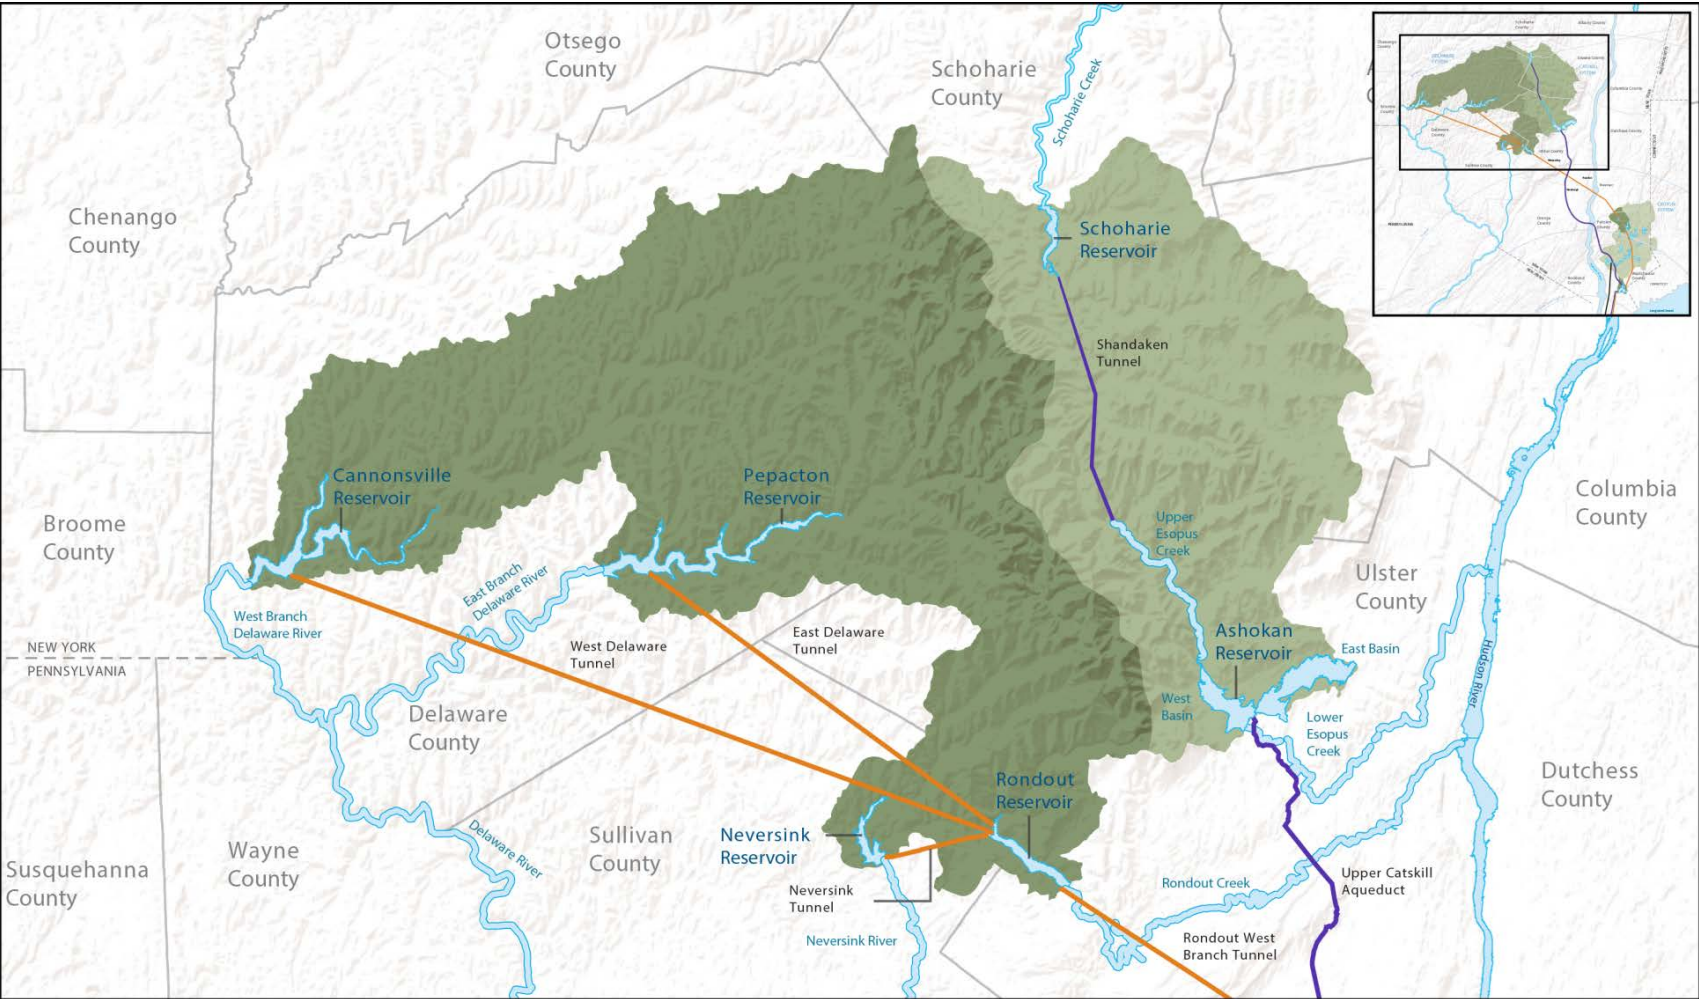 Otsego
County
Schoharie
County
Schoharie Creek
Chenango
County
Schoharie
Reservoir
Shandaken
Tunnel
Cannonsville
Reservoir
Pepacton
Reservoir
Columbia
County
Broome
County
Upper
Esopus
Creek
Ulster
County
East Branch
Delaware River
West Branch
Delaware River
West Delaware
Tunnel
East Delaware
Tunnel
Ashokan
Reservoir
East Basin
NEW YORK
PENNSYLVANIA
West
Basin
Hudson River
Delaware
County
Lower
Esopus
Creek
Rondout
Reservoir
Dutchess
County
Neversink
Reservoir
Sullivan
County
Delaware River
Wayne
County
Susquehanna
County
Upper Catskill
Aqueduct
Neversink
Tunnel
Rondout Creek
Neversink River
Rondout West
Branch Tunnel